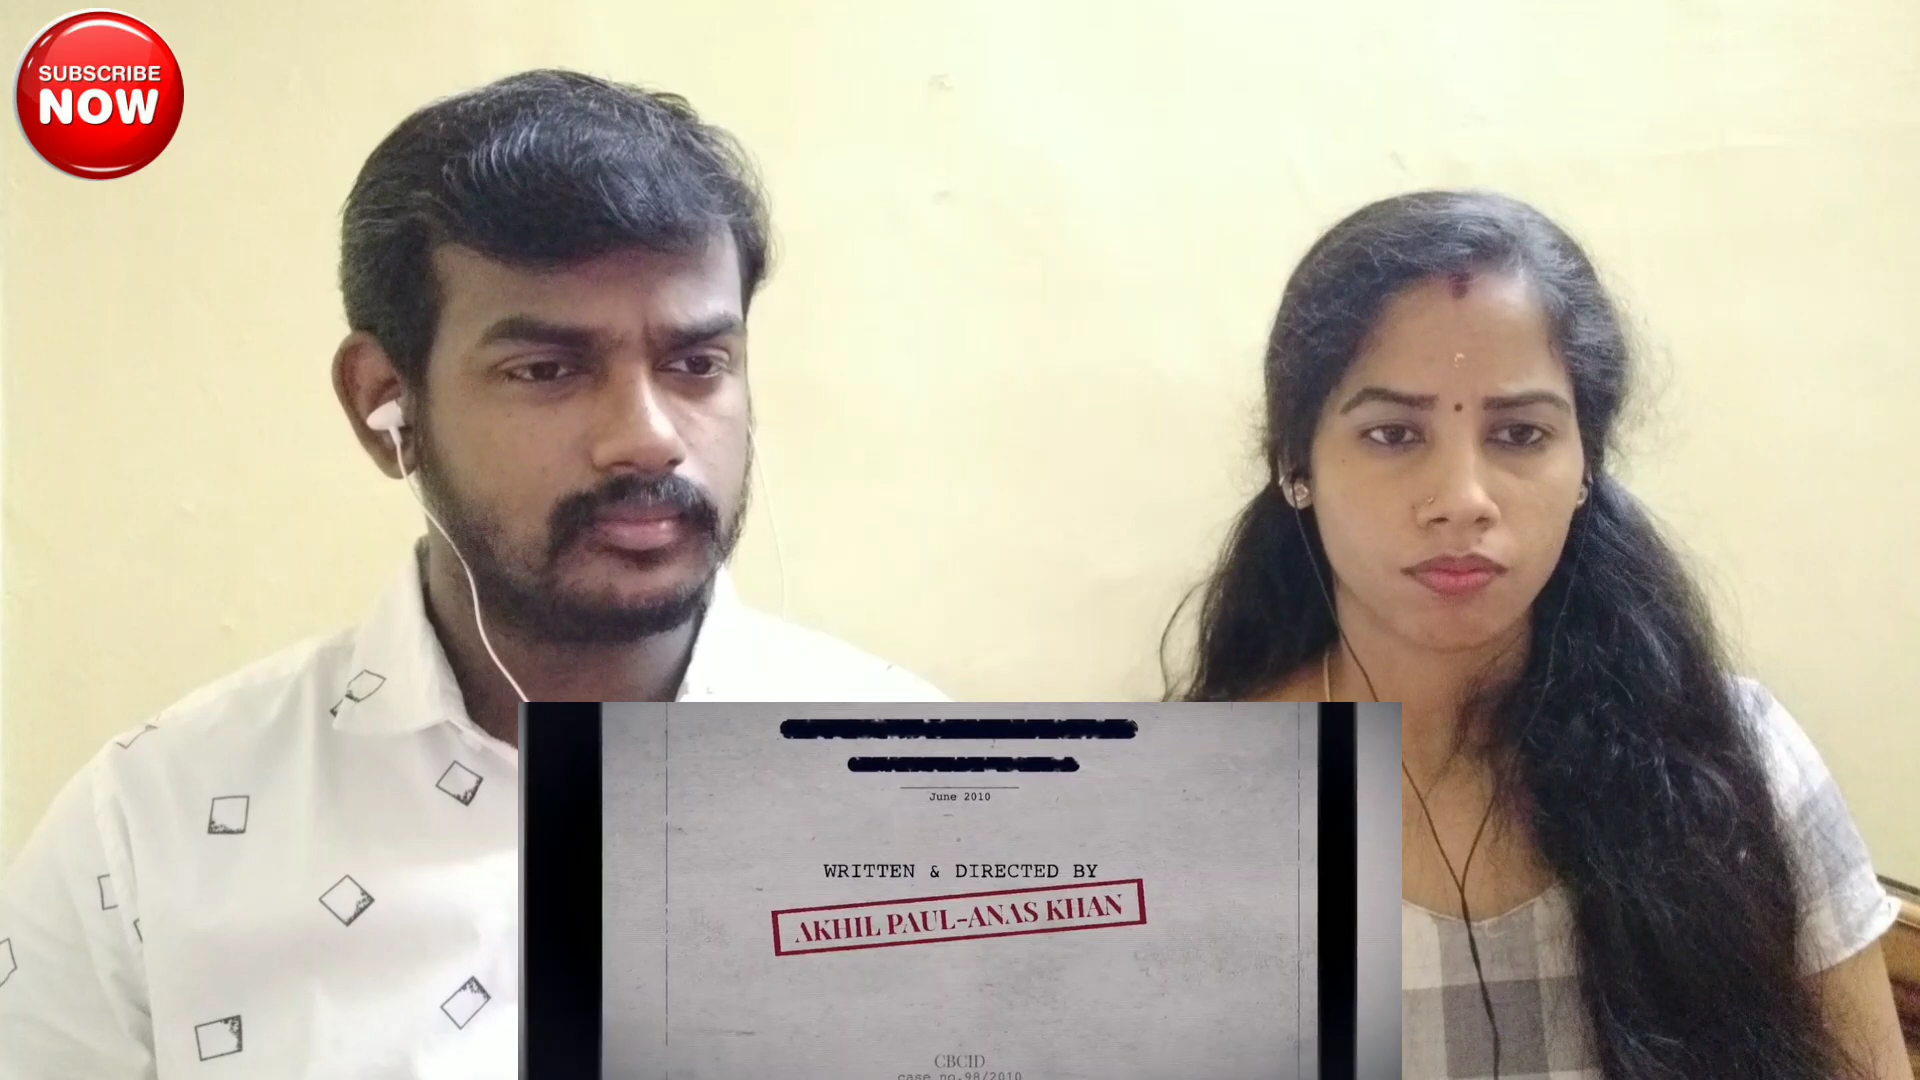 SUBSCRIBE
NOW
June 2010
WRITTEN & DIRECTED BY
AKHIL PAUL-ANAS KHAN
CBCID
case no.98/2010